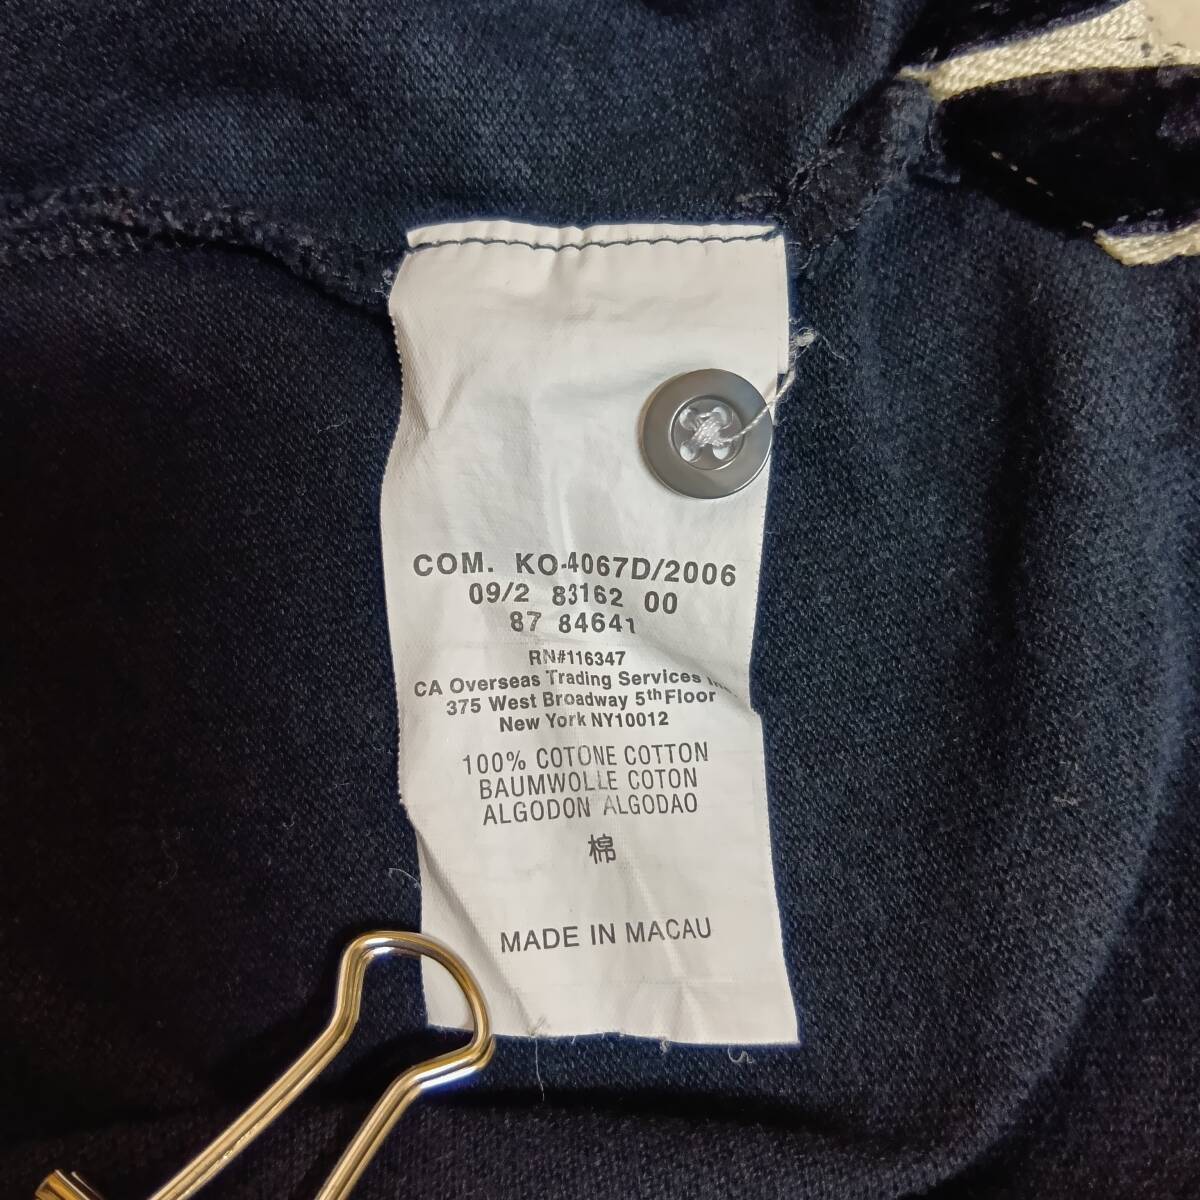 COM. KO-4067D/2006
09/2 83162 00
87 84641
RN#116347
CA Overseas Trading Services
375 West Broadway 5th Floor
New York NY10012
100% COTONE COTTON
BAUMWOLLE COTON
ALGODON ALGODAO
棉
MADE IN MACAU